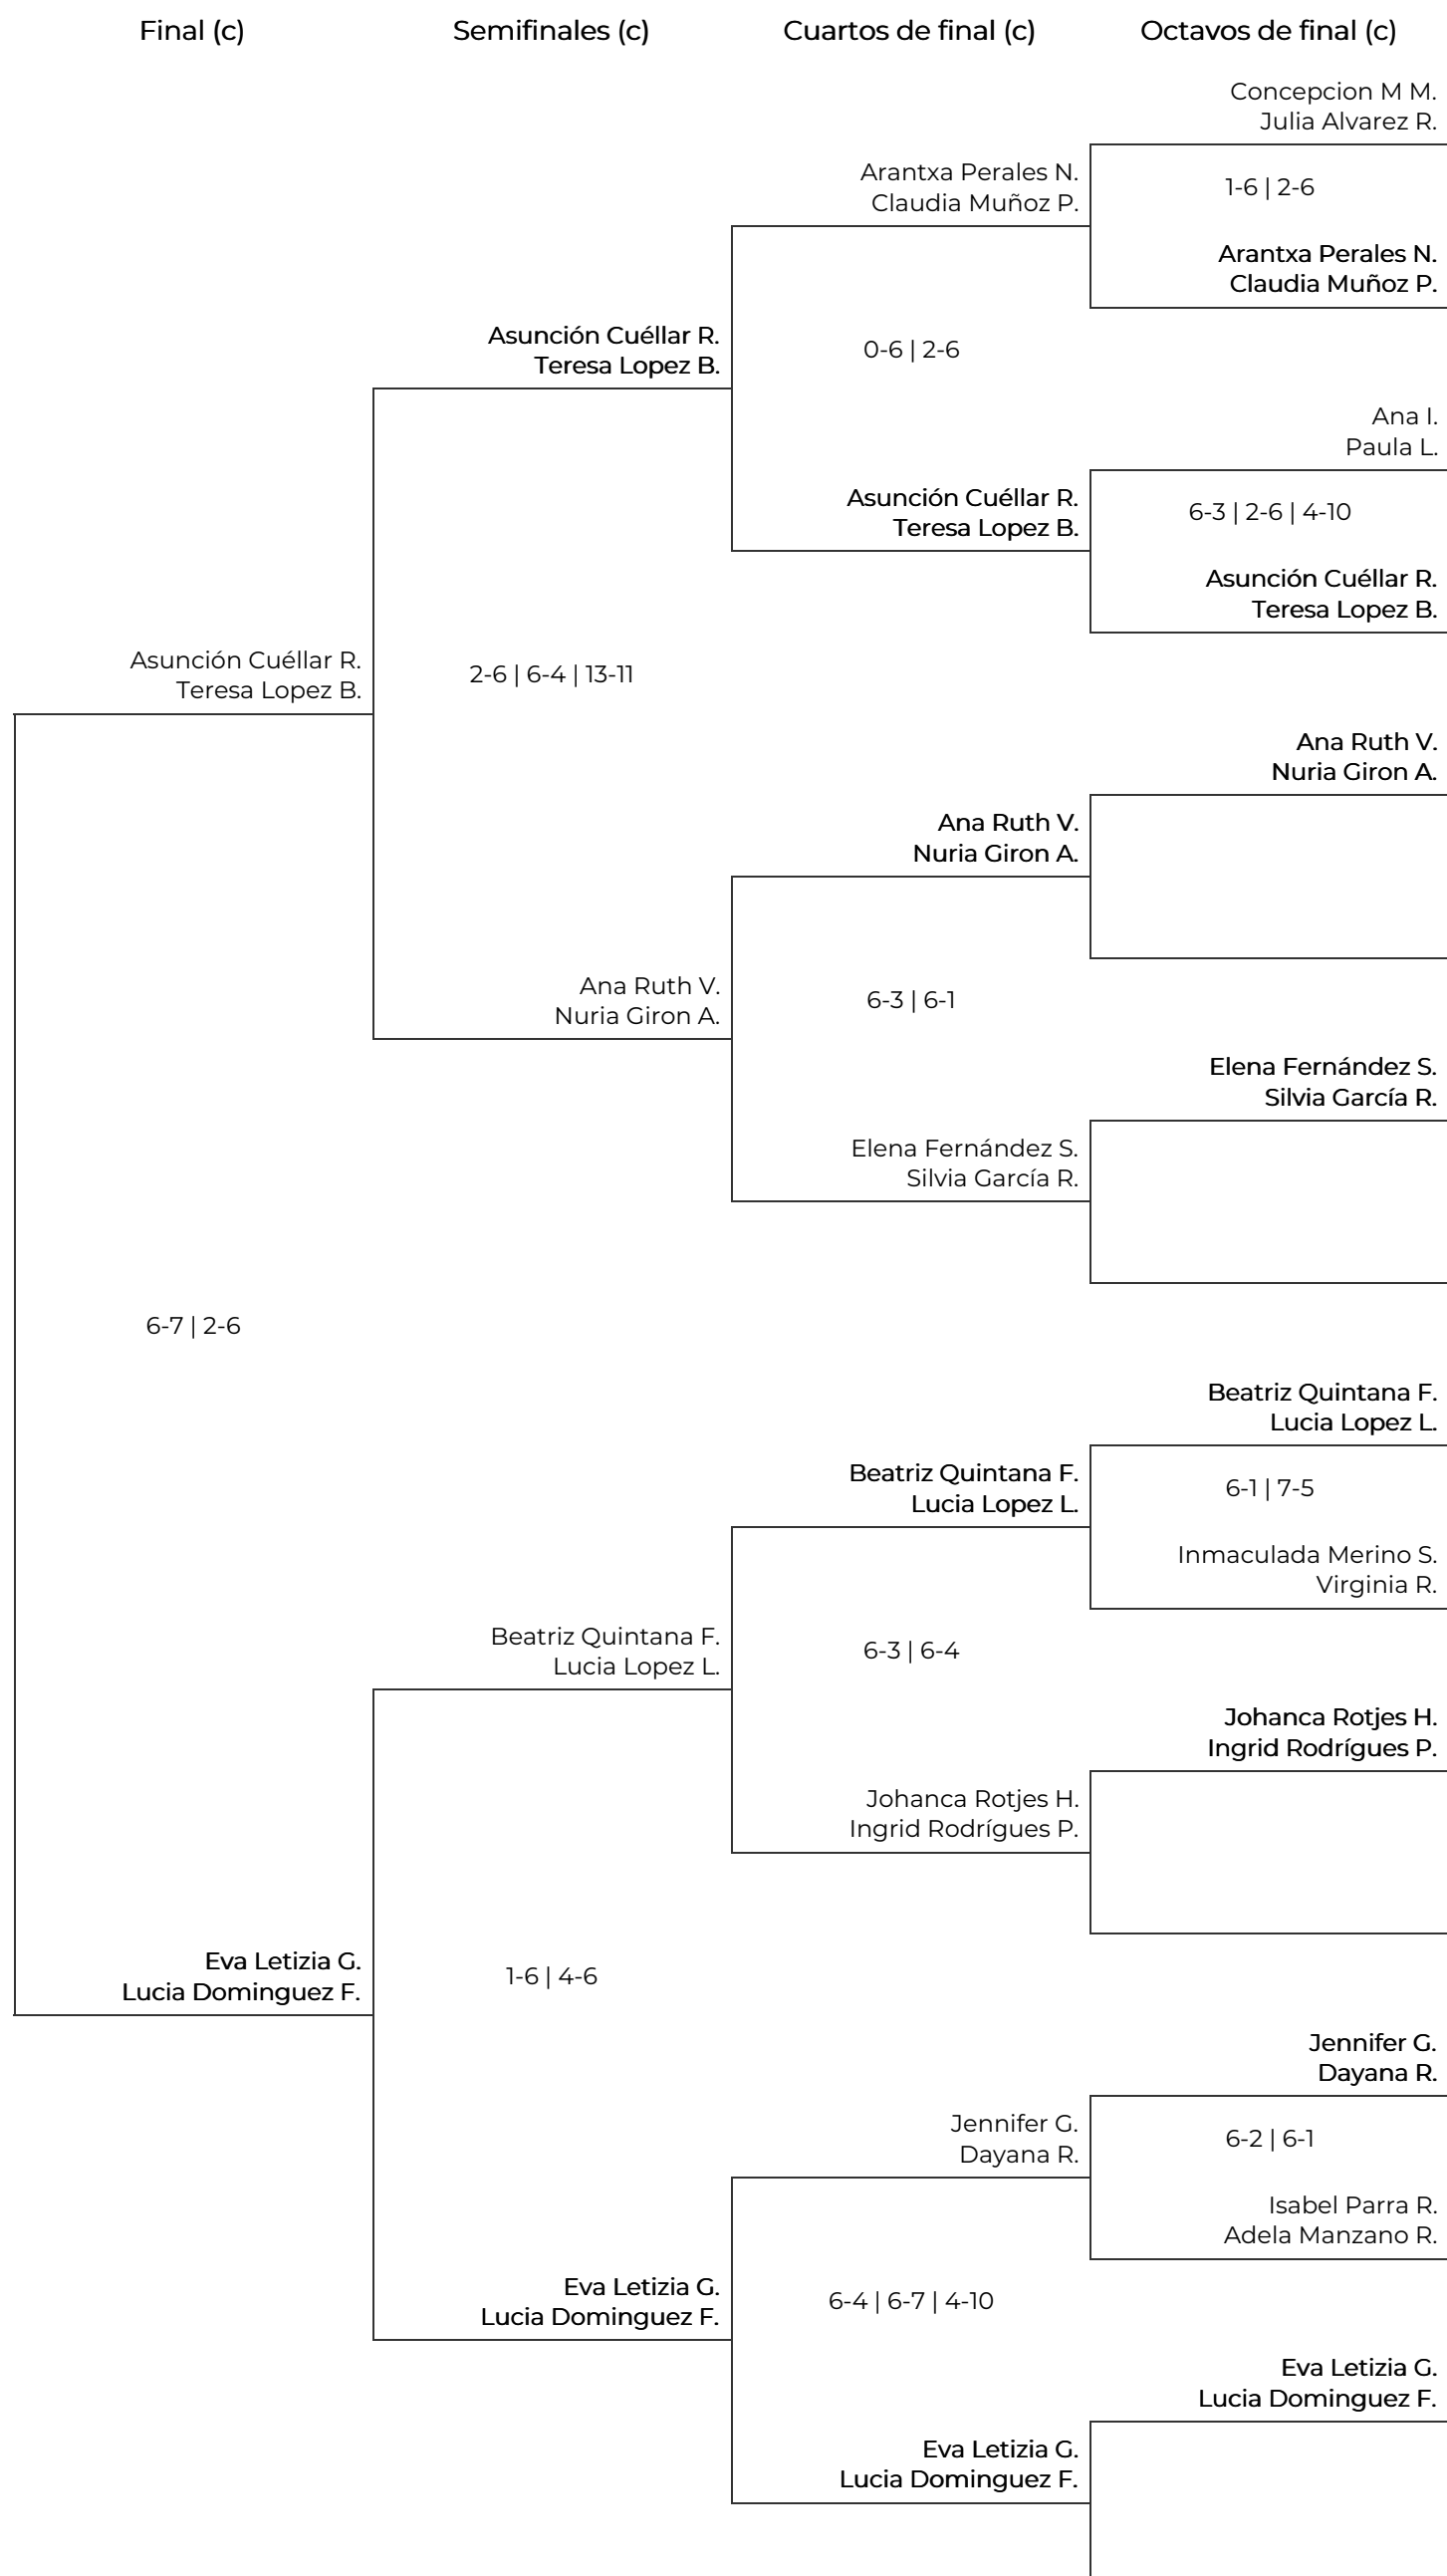 Final (c)
Semifinales (c)
Cuartos de final (c)
Octavos de final (c)
Concepcion M M.
Julia Alvarez R.
Arantxa Perales N.
Claudia Muñoz P.
1-6 | 2-6
Arantxa Perales N.
Claudia Muñoz P.
Asunción Cuéllar R.
Teresa Lopez B.
0-6 | 2-6
Ana I.
Paula L.
Asunción Cuéllar R.
Teresa Lopez B.
6-3 | 2-6 | 4-10
Asunción Cuéllar R.
Teresa Lopez B.
Asunción Cuéllar R.
Teresa Lopez B.
2-6 | 6-4 | 13-11
Ana Ruth V.
Nuria Giron A.
Ana Ruth V.
Nuria Giron A.
Ana Ruth V.
Nuria Giron A.
6-3 | 6-1
Elena Fernández S.
Silvia García R.
Elena Fernández S.
Silvia García R.
6-7 | 2-6
Beatriz Quintana F.
Lucia Lopez L.
Beatriz Quintana F.
Lucia Lopez L.
6-1 | 7-5
Inmaculada Merino S.
Virginia R.
Beatriz Quintana F.
Lucia Lopez L.
6-3 | 6-4
Johanca Rotjes H.
Ingrid Rodrígues P.
Johanca Rotjes H.
Ingrid Rodrígues P.
Eva Letizia G.
Lucia Dominguez F.
1-6 | 4-6
Jennifer G.
Dayana R.
Jennifer G.
Dayana R.
6-2 | 6-1
Isabel Parra R.
Adela Manzano R.
Eva Letizia G.
Lucia Dominguez F.
6-4 | 6-7 | 4-10
Eva Letizia G.
Lucia Dominguez F.
Eva Letizia G.
Lucia Dominguez F.